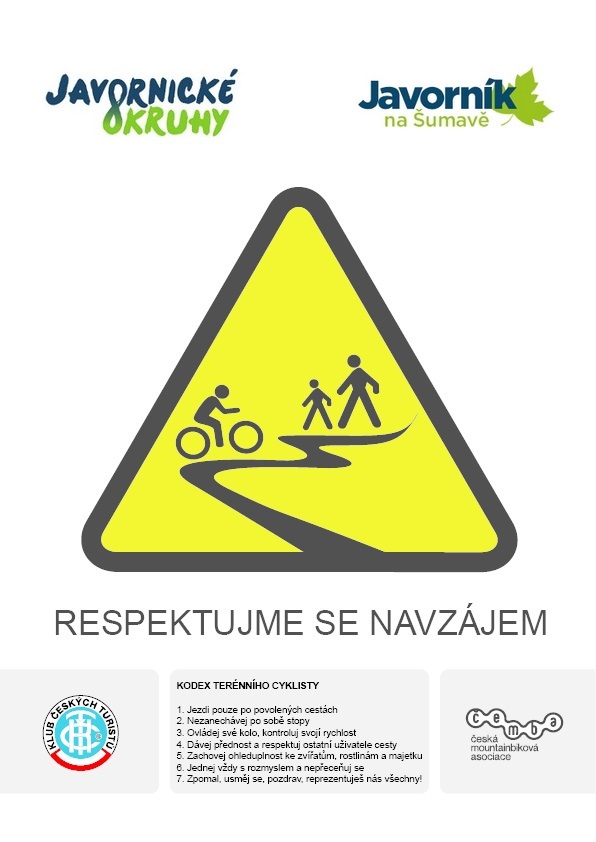 JAVORNICKÉ
OKRUHY
Javorník
na Šumavě
RESPEKTUJME SE NAVZÁJEM
KLUB ČESKÝCH TURISTŮ
KČT
®
KODEX TERÉNNÍHO CYKLISTY
1. Jezdi pouze po povolených cestách
2. Nezanechávej po sobě stopy
3. Ovládej své kolo, kontroluj svojí rychlost
4. Dávej přednost a respektuj ostatní uživatele cesty
5. Zachovej ohleduplnost ke zvířatům, rostlinám a majetku
6. Jednej vždy s rozmyslem a nepřeceňuj se
7. Zpomal, usměj se, pozdrav, reprezentuješ nás všechny!
čemba
česká
mountainbiková
asociace